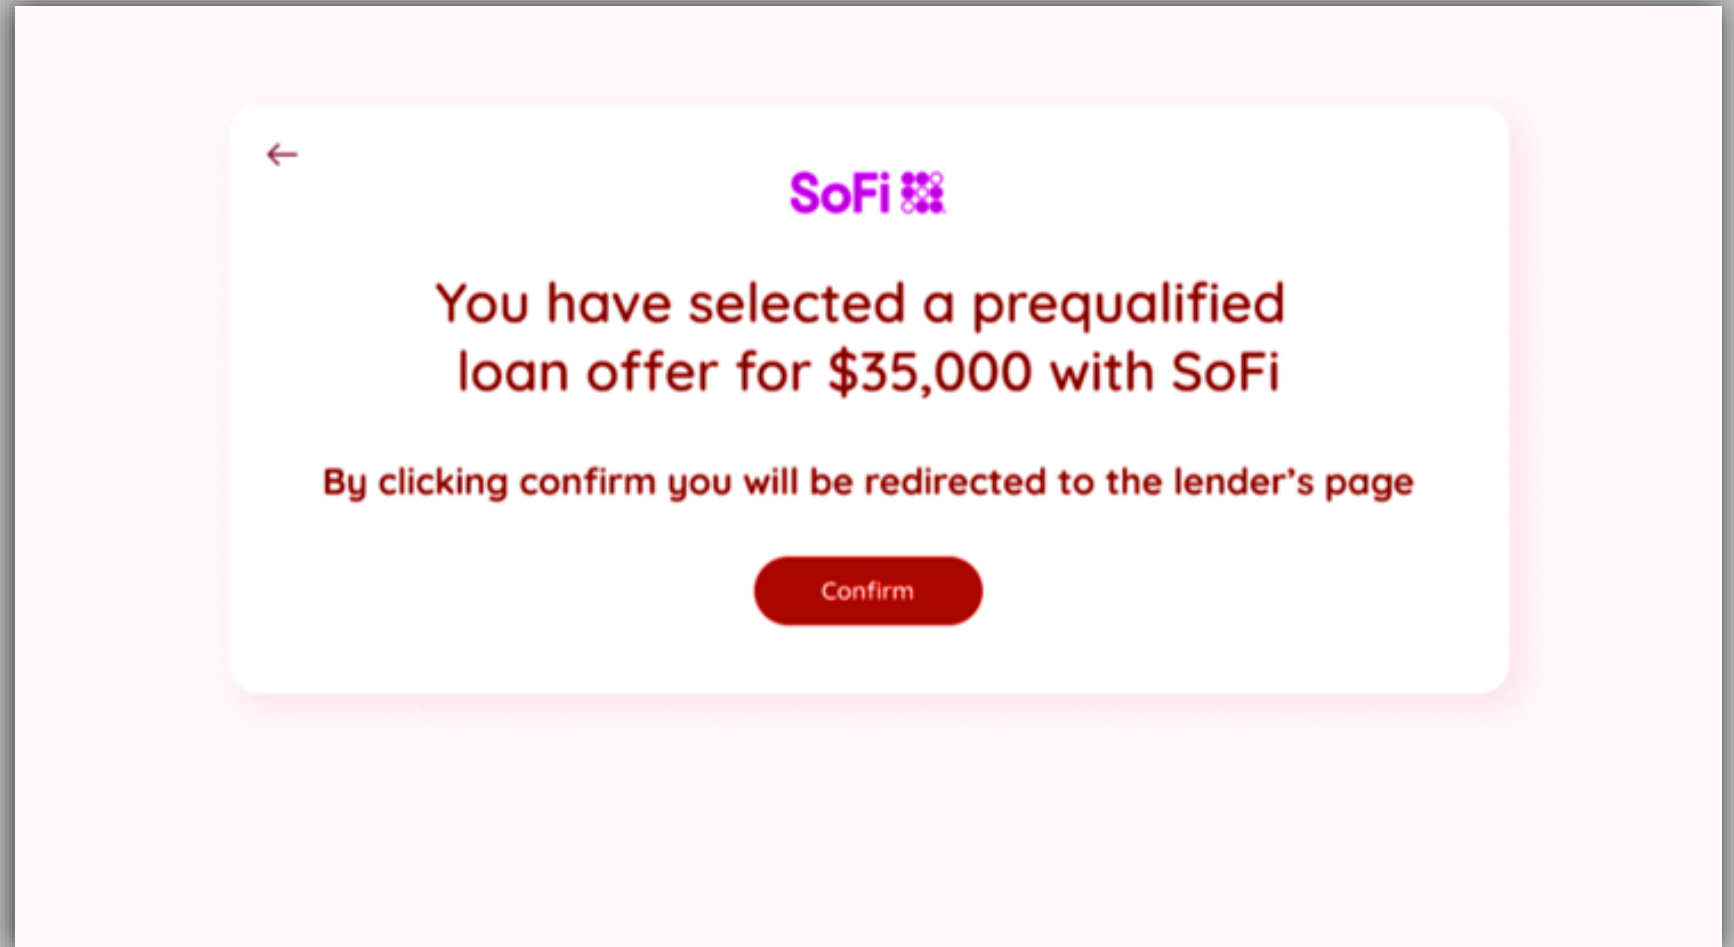 SoFi
You have selected a prequalified
loan offer for $35,000 with SoFi
By clicking confirm you will be redirected to the lender’s page
Confirm